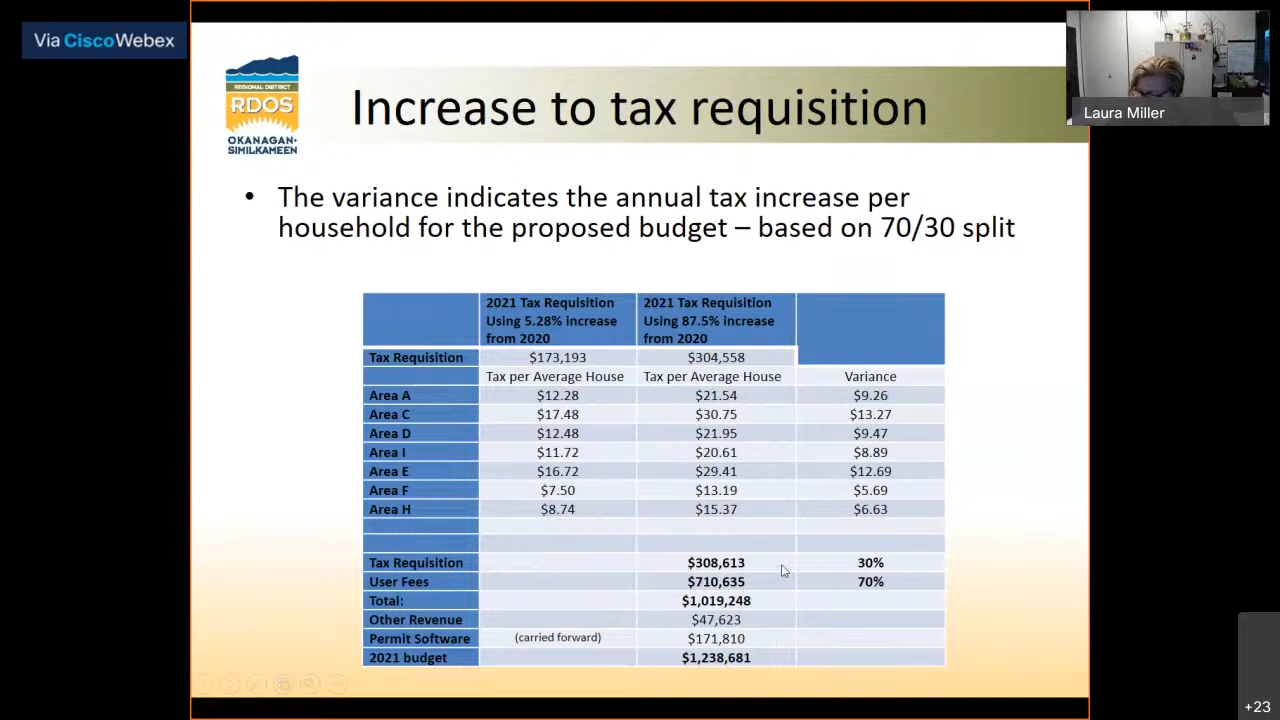 Via CiscoWebex
REGIONAL DISTRICT
RDOS
OKANAGAN-
SIMILKAMEEN
Increase to tax requisition
Laura Miller
• The variance indicates the annual tax increase per
household for the proposed budget – based on 70/30 split
2021 Tax Requisition Using 5.28% increase from 2020 2021 Tax Requisition Using 87.5% increase from 2020
Tax Requisition $173,193 $304,558
Tax per Average House Tax per Average House Variance
Area A $12.28 $21.54 $9.26
Area C $17.48 $30.75 $13.27
Area D $12.48 $21.95 $9.47
Area I $11.72 $20.61 $8.89
Area E $16.72 $29.41 $12.69
Area F $7.50 $13.19 $5.69
Area H $8.74 $15.37 $6.63
Tax Requisition $308,613 30%
User Fees $710,635 70%
Total: $1,019,248
Other Revenue $47,623
Permit Software (carried forward) $171,810
2021 budget $1,238,681
+23